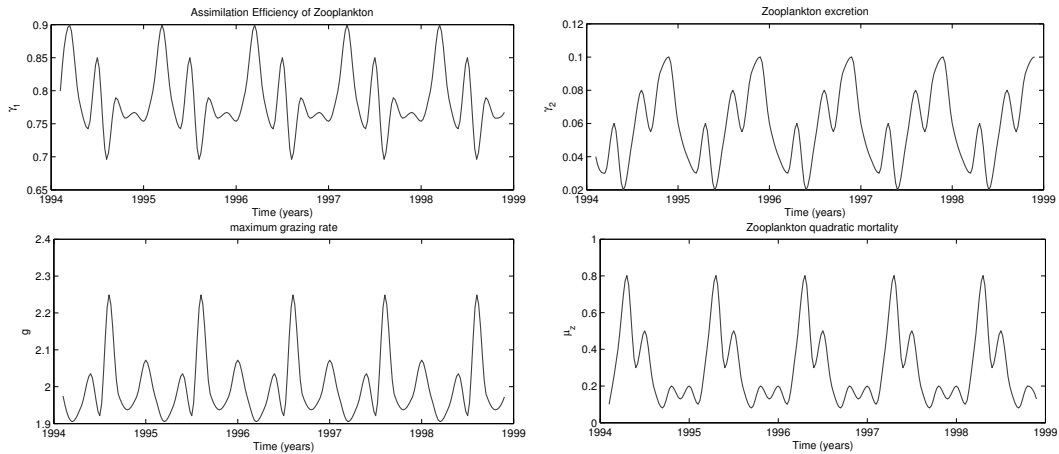 Assimilation Efficiency of Zooplankton
0.9
0.85
0.8
0.75
0.7
0.65
γ1
1994 1995 1996 1997 1998 1999
Time (years)
Zooplankton excretion
0.12
0.1
0.08
0.06
0.04
0.02
γ2
1994 1995 1996 1997 1998 1999
Time (years)
maximum grazing rate
2.4
2.3
2.2
2.1
2
1.9
g
1994 1995 1996 1997 1998 1999
Time (years)
Zooplankton quadratic mortality
1
0.8
0.6
0.4
0.2
0
μz
1994 1995 1996 1997 1998 1999
Time (years)